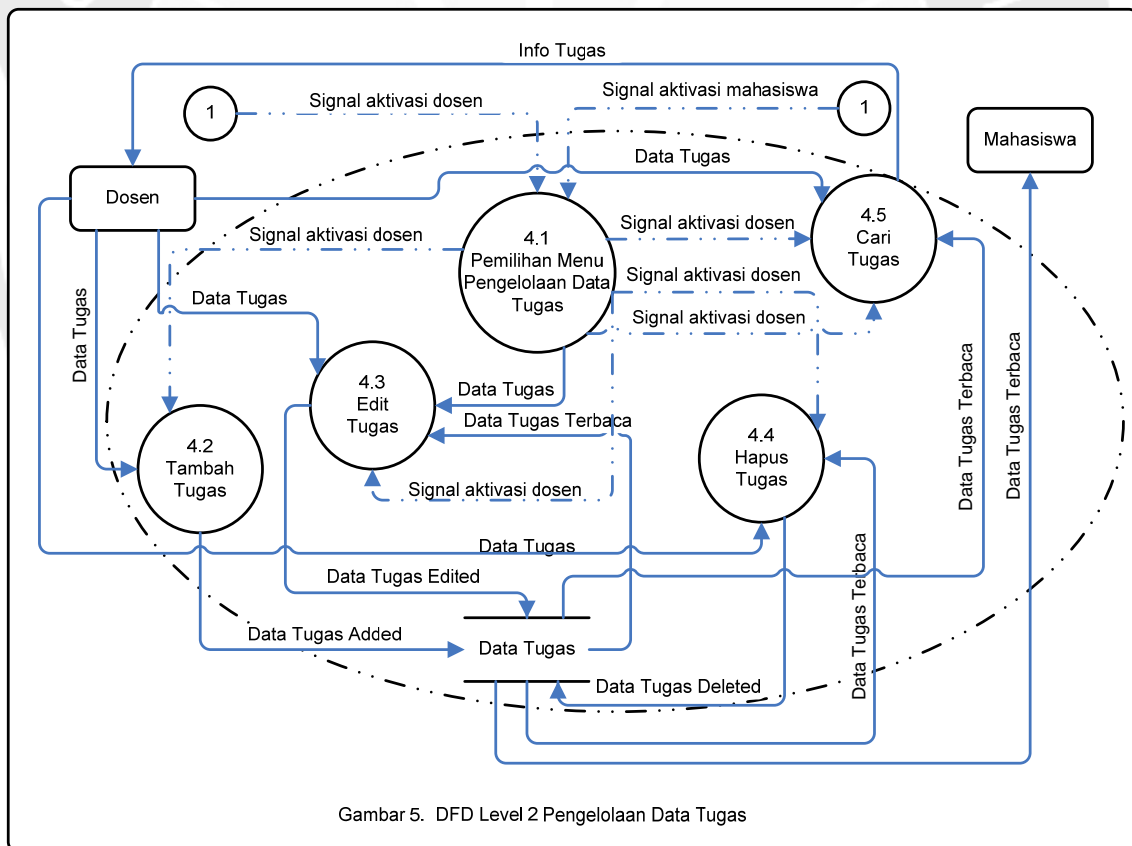 Info Tugas
1
Signal aktivasi dosen
Signal aktivasi mahasiswa
1
Mahasiswa
Data Tugas
Dosen
4.5
Cari
Tugas
Signal aktivasi dosen
4.1
Pemilihan Menu
Pengelolaan Data
Tugas
Signal aktivasi dosen
Signal aktivasi dosen
Signal aktivasi dosen
Data Tugas
Data Tugas
4.3
Edit
Tugas
Data Tugas
Data Tugas Terbaca
Data Tugas Terbaca
Data Tugas Terbaca
4.2
Tambah
Tugas
4.4
Hapus
Tugas
Signal aktivasi dosen
Data Tugas
Data Tugas Edited
Data Tugas Terbaca
Data Tugas Added
Data Tugas
Data Tugas Deleted
Gambar 5. DFD Level 2 Pengelolaan Data Tugas